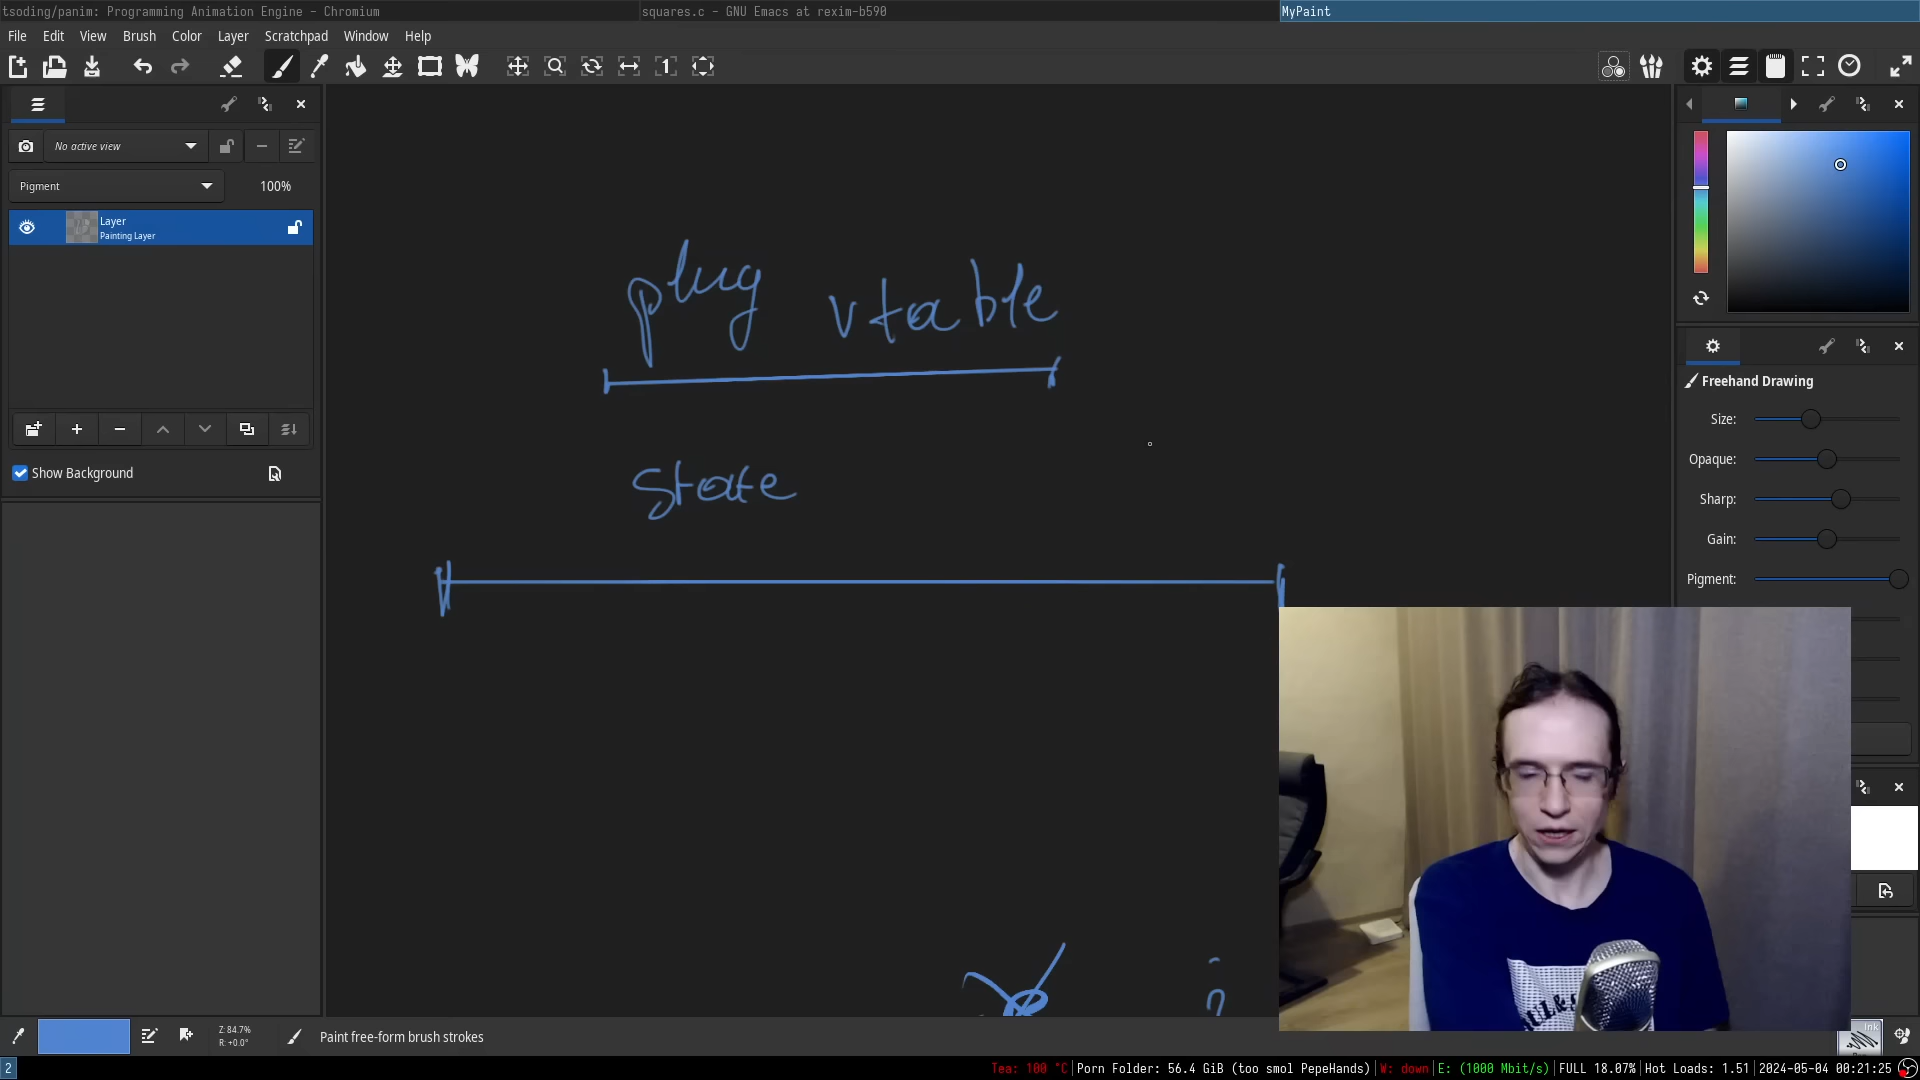 tsoding/panim: Programming Animation Engine - Chromium
squares.c - GNU Emacs at rexim-b590
MyPaint
File Edit View Brush Color Layer Scratchpad Window Help
No active view
Pigment 100%
Layer
Painting Layer
Show Background
plug vtable
state
Freehand Drawing
Size:
Opaque:
Sharp:
Gain:
Pigment:
Z: 84.7%
R: +0.0°
Paint free-form brush strokes
Ink
2
Tea: 100 °C|Porn Folder: 56.4 GiB (too smol PepeHands)|W: down|E: (1000 Mbit/s)|FULL 18.07%|Hot Loads: 1.51|2024-05-04 00:21:25